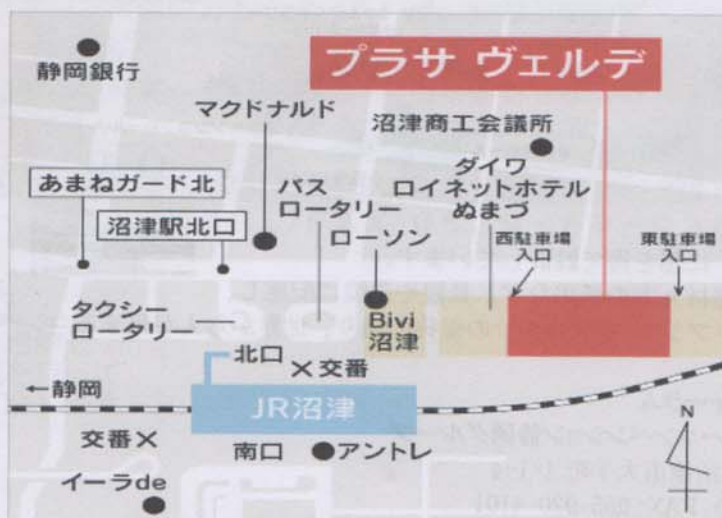 静岡銀行
プラサ ヴェルデ
マクドナルド
沼津商工会議所
あまねガード北
バス
ロータリー
ダイワ
ロイネットホテル
ぬまづ
沼津駅北口
ローソン
西駐車場
入口
東駐車場
入口
タクシー
ロータリー
Bivi
沼津
北口
×交番
←静岡
JR沼津
N
交番×
南口
アントレ
イーラde